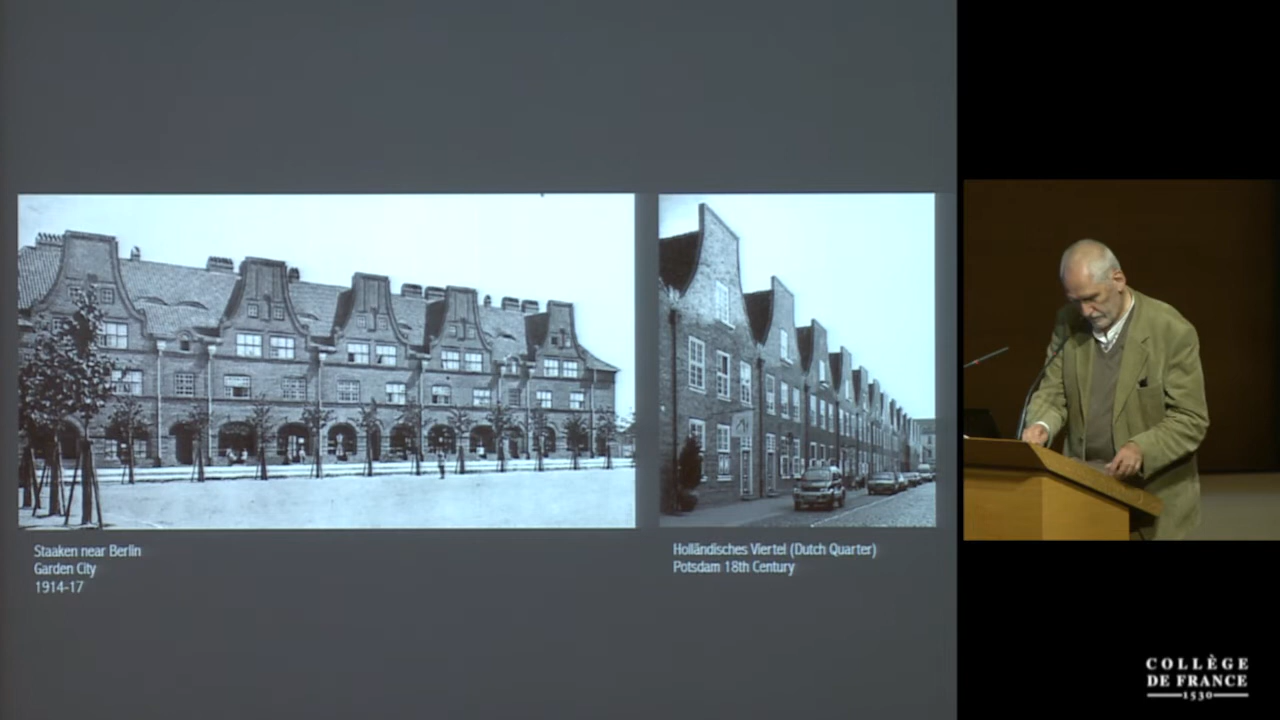 Staaken near Berlin
Garden City
1914-17
Holländisches Viertel (Dutch Quarter)
Potsdam 18th Century
COLLÈGE
DE FRANCE
1530